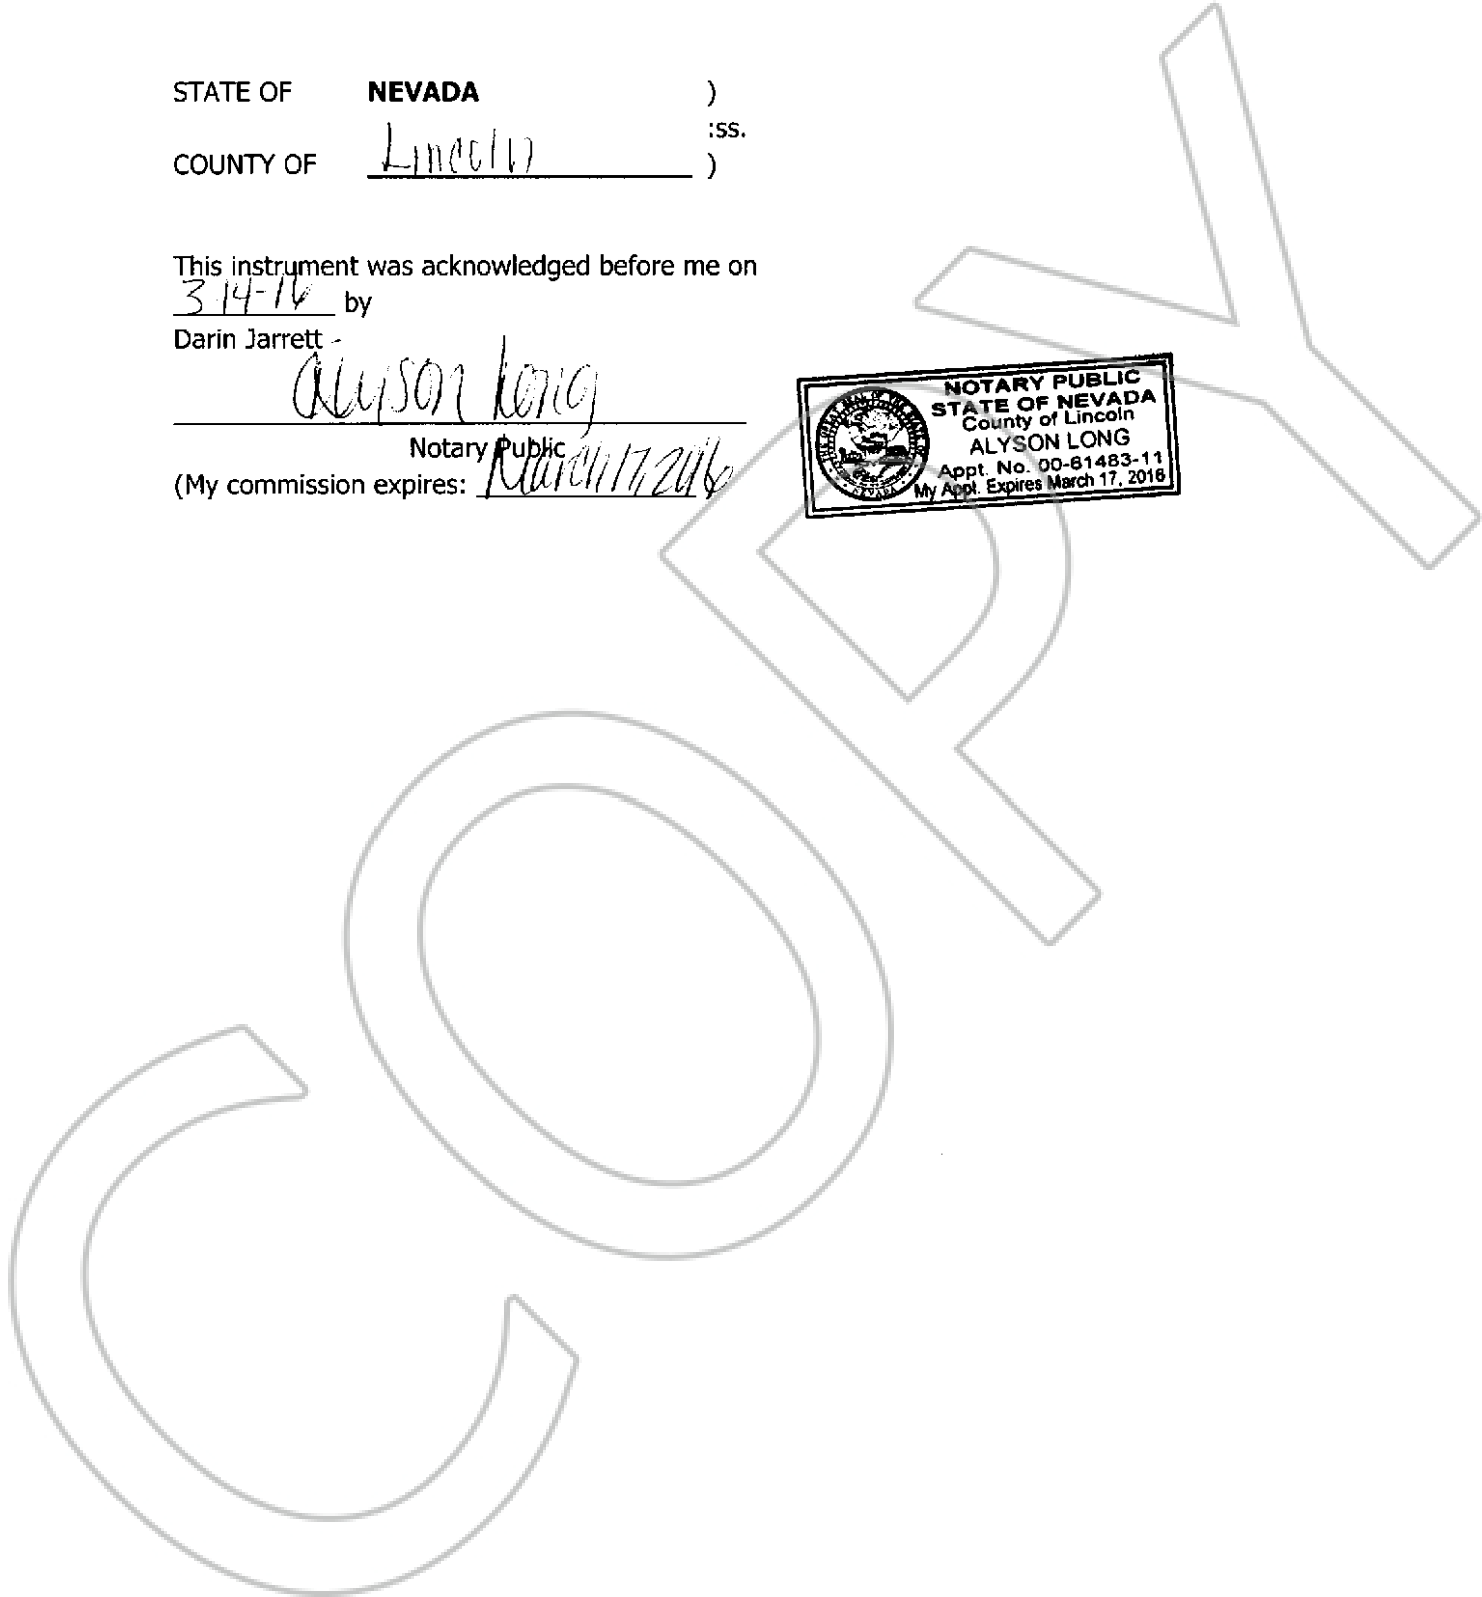 STATE OF NEVADA )
:ss.
COUNTY OF Lincoln )
This instrument was acknowledged before me on
3-14-16 by
Darin Jarrett -
Alyson Long
Notary Public
(My commission expires: March 17, 2016
NOTARY PUBLIC
STATE OF NEVADA
County of Lincoln
ALYSON LONG
Appt. No. 00-61483-11
My Appt. Expires March 17, 2016
COPY